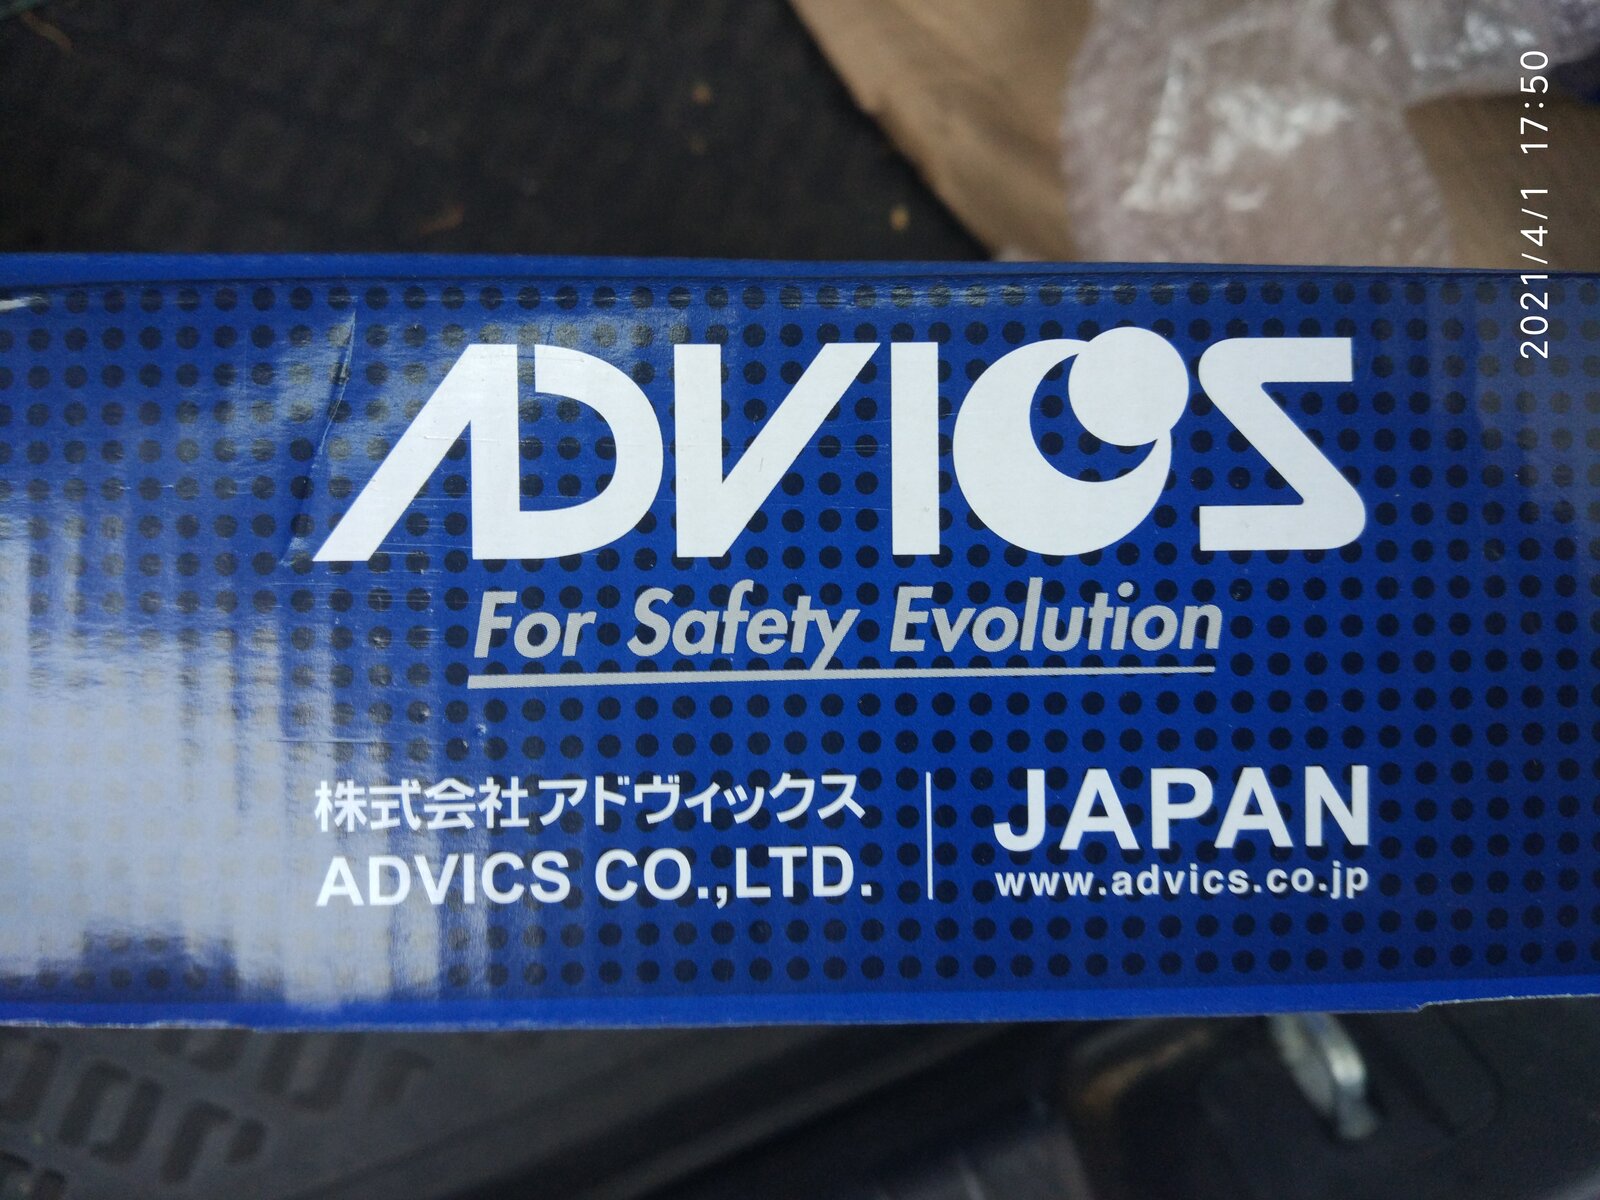 ADVICS
For Safety Evolution
株式会社アドヴィックス
ADVICS CO.,LTD.
JAPAN
www.advics.co.jp
2021/4/1 17:50